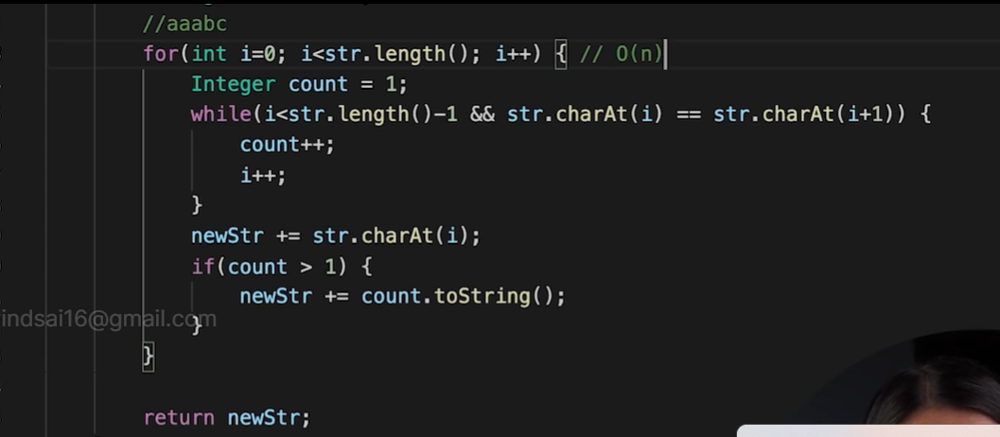 //aaabc
for(int i=0; i<str.length(); i++) { // O(n)
Integer count = 1;
while(i<str.length()-1 && str.charAt(i) == str.charAt(i+1)) {
count++;
i++;
}
newStr += str.charAt(i);
if(count > 1) {
newStr += count.toString();
indsai16@gmail.com
}
}
return newStr;